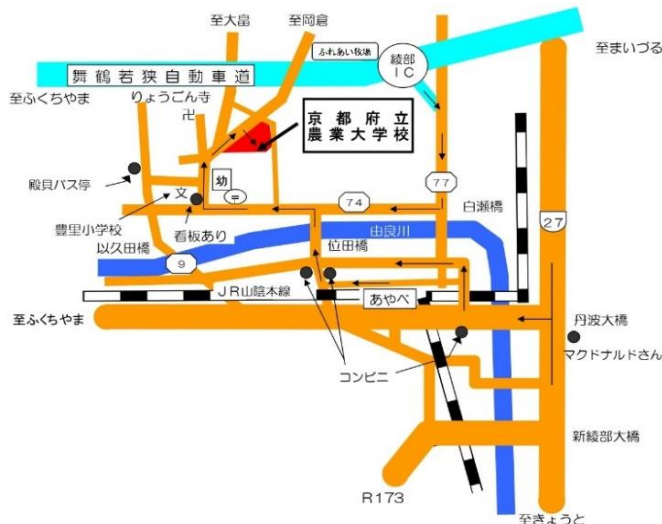 至大畠
至岡倉
ふれあい牧場
綾部
IC
至まいづる
舞鶴若狭自動車道
至ふくちやま
りょうごん寺
卍
京都府立
農業大学校
殿貝バス停
幼
文
〒
74
77
白瀬橋
27
豊里小学校
看板あり
以久田橋
9
位田橋
由良川
JR山陰本線
あやべ
至ふくちやま
丹波大橋
マクドナルドさん
コンビニ
新綾部大橋
R173
至きょうと